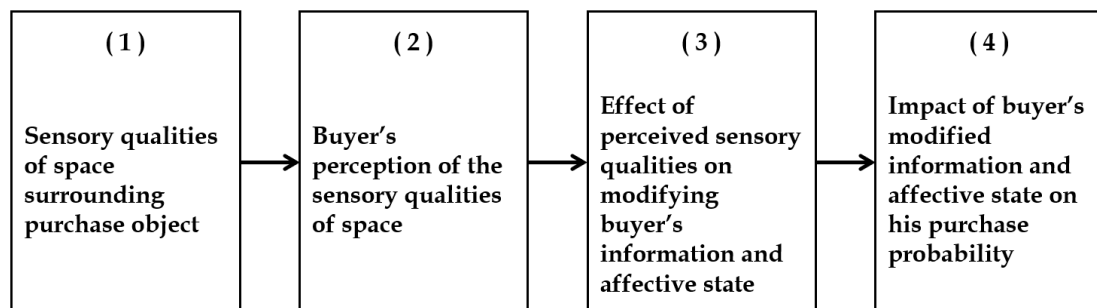 ( 1 )
Sensory qualities
of space
surrounding
purchase object
( 2 )
Buyer’s
perception of the
sensory qualities
of space
( 3 )
Effect of
perceived sensory
qualities on
modifying
buyer’s
information and
affective state
( 4 )
Impact of buyer’s
modified
information and
affective state on
his purchase
probability